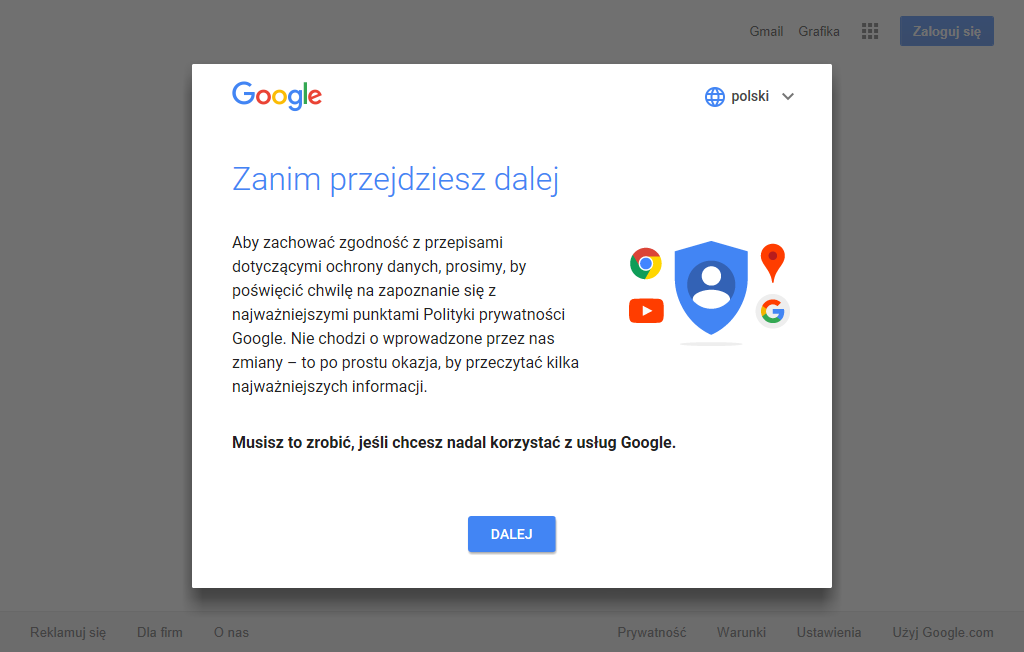 Gmail Grafika Zaloguj się
Google polski
Zanim przejdziesz dalej
Aby zachować zgodność z przepisami
dotyczącymi ochrony danych, prosimy, by
poświęcić chwilę na zapoznanie się z
najważniejszymi punktami Polityki prywatności
Google. Nie chodzi o wprowadzone przez nas
zmiany – to po prostu okazja, by przeczytać kilka
najważniejszych informacji.
Musisz to zrobić, jeśli chcesz nadal korzystać z usług Google.
DALEJ
Reklamuj się Dla firm O nas Prywatność Warunki Ustawienia Użyj Google.com